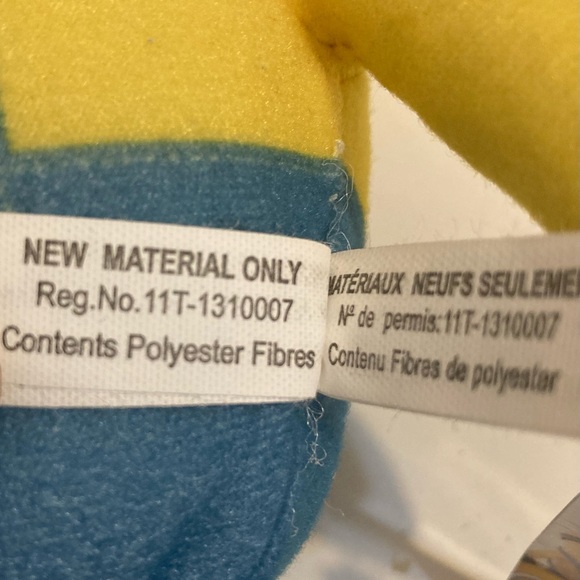 NEW MATERIAL ONLY
Reg.No.11T-1310007
Contents Polyester Fibres
MATÉRIAUX NEUFS SEULEME
Nº de permis:11T-1310007
Contenu Fibres de polyester